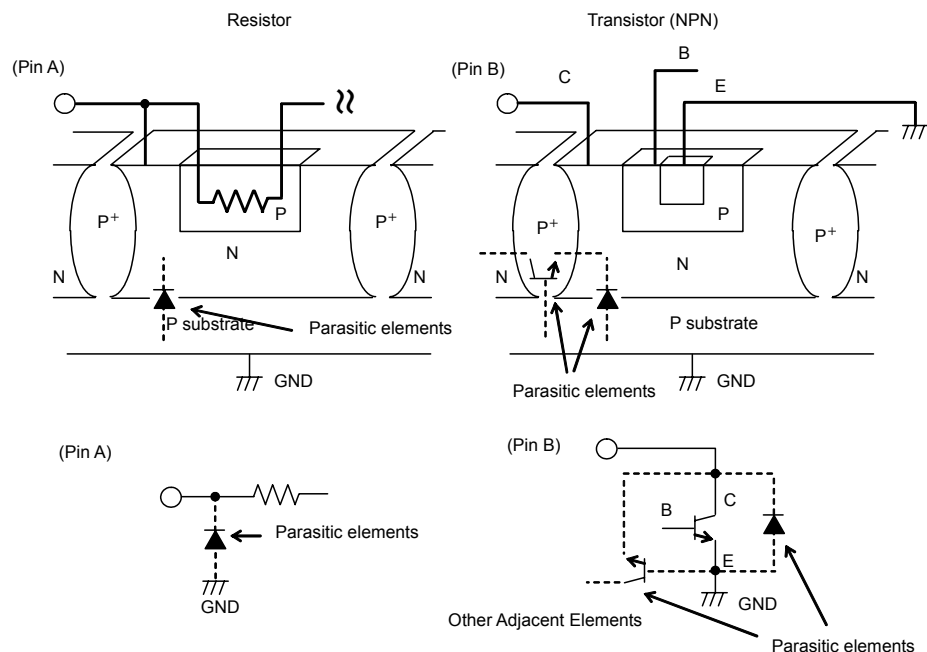 Resistor
Transistor (NPN)
(Pin A)
(Pin B)
C
B
E
P+
P
N
N
P+
N
P substrate
Parasitic elements
GND
P+
P
N
N
P+
N
P substrate
Parasitic elements
GND
(Pin A)
Parasitic elements
GND
(Pin B)
C
B
E
GND
Other Adjacent Elements
Parasitic elements